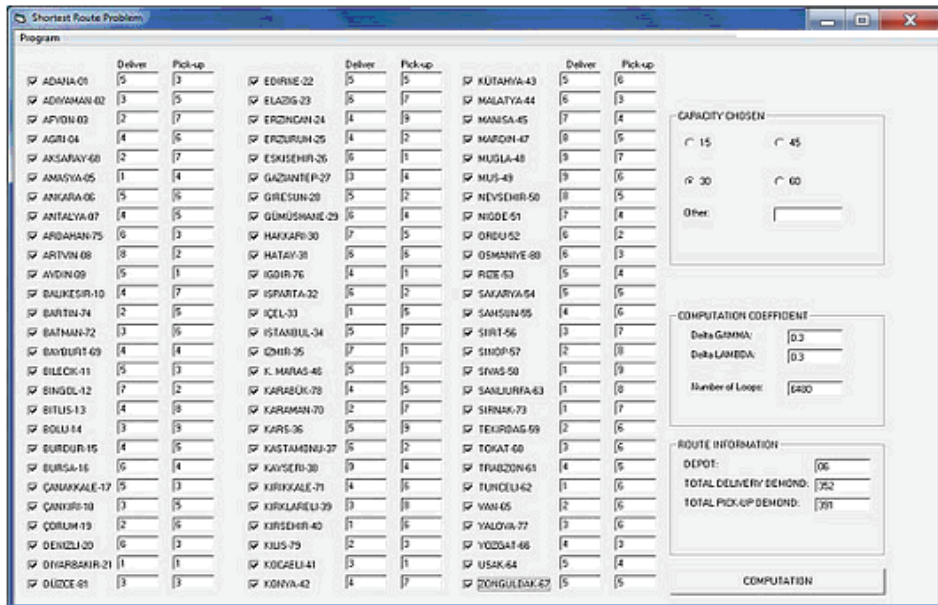 Shortest Route Problem
Program
Deliver Pick-up Deliver Pick-up Deliver Pick-up
ADANA-01 5 3 EDIRNE-22 5 5 KÜTAHYA-43 5 6
ADIYAMAN-02 3 5 ELAZIG-23 6 7 MALATYA-44 6 3
AFYON-03 2 7 ERZINCAN-24 4 9 MANISA-45 7 4
AGRI-04 4 6 ERZURUM-25 4 2 MARDIN-47 8 5
AKSARAY-68 2 7 ESKISEHIR-26 6 1 MUGLA-48 9 7
AMASYA-05 1 4 GAZIANTEP-27 3 4 MUS-49 9 6
ANKARA-06 5 6 GIRESUN-28 5 2 NEVSEHIR-50 8 5
ANTALYA-07 4 5 GÜMÜSHANE-29 6 4 NIGDE-51 7 4
ARDAHAN-75 6 3 HAKKARI-30 7 5 ORDU-52 6 2
ARTVIN-08 8 2 HATAY-31 6 6 OSMANIYE-80 6 3
AYDIN-09 5 1 IGDIR-76 4 1 RIZE-53 5 4
BALIKESIR-10 4 7 ISPARTA-32 6 2 SAKARYA-54 5 5
BARTIN-74 2 5 IÇEL-33 1 5 SAMSUN-55 4 6
BATMAN-72 3 6 ISTANBUL-34 5 7 SIIRT-56 3 7
BAYBURT-69 4 4 IZMIR-35 7 1 SINOP-57 2 8
BILECIK-11 5 3 K. MARAS-46 5 3 SIVAS-58 1 9
BINGOL-12 7 2 KARABÜK-78 4 5 SANLIURFA-63 1 8
BITLIS-13 4 8 KARAMAN-70 2 7 SIRNAK-73 1 7
BOLU-14 3 9 KARS-36 5 9 TEKIRDAG-59 2 6
BURDUR-15 4 5 KASTAMONU-37 6 2 TOKAT-60 3 6
BURSA-16 6 4 KAYSERI-38 9 4 TRABZON-61 4 5
ÇANAKKALE-17 5 3 KIRIKKALE-71 4 6 TUNCELI-62 1 6
ÇANKIRI-18 3 5 KIRKLARELI-39 3 8 VAN-65 2 6
ÇORUM-19 2 6 KIRSEHIR-40 1 6 YALOVA-77 3 6
DENIZLI-20 6 3 KILIS-79 2 3 YOZGAT-66 4 3
DIYARBAKIR-21 1 1 KOCAELI-41 3 1 USAK-64 5 4
DÜZCE-81 3 3 KONYA-42 4 7 ZONGULDAK-67 5 5
CAPACITY CHOSEN
15 45
30 60
Other:
COMPUTATION COEFFICIENT
Delta GAMMA: 0.3
Delta LAMBDA: 0.3
Number of Loops: 6480
ROUTE INFORMATION
DEPOT: 06
TOTAL DELIVERY DEMOND: 352
TOTAL PICK-UP DEMOND: 391
COMPUTATION